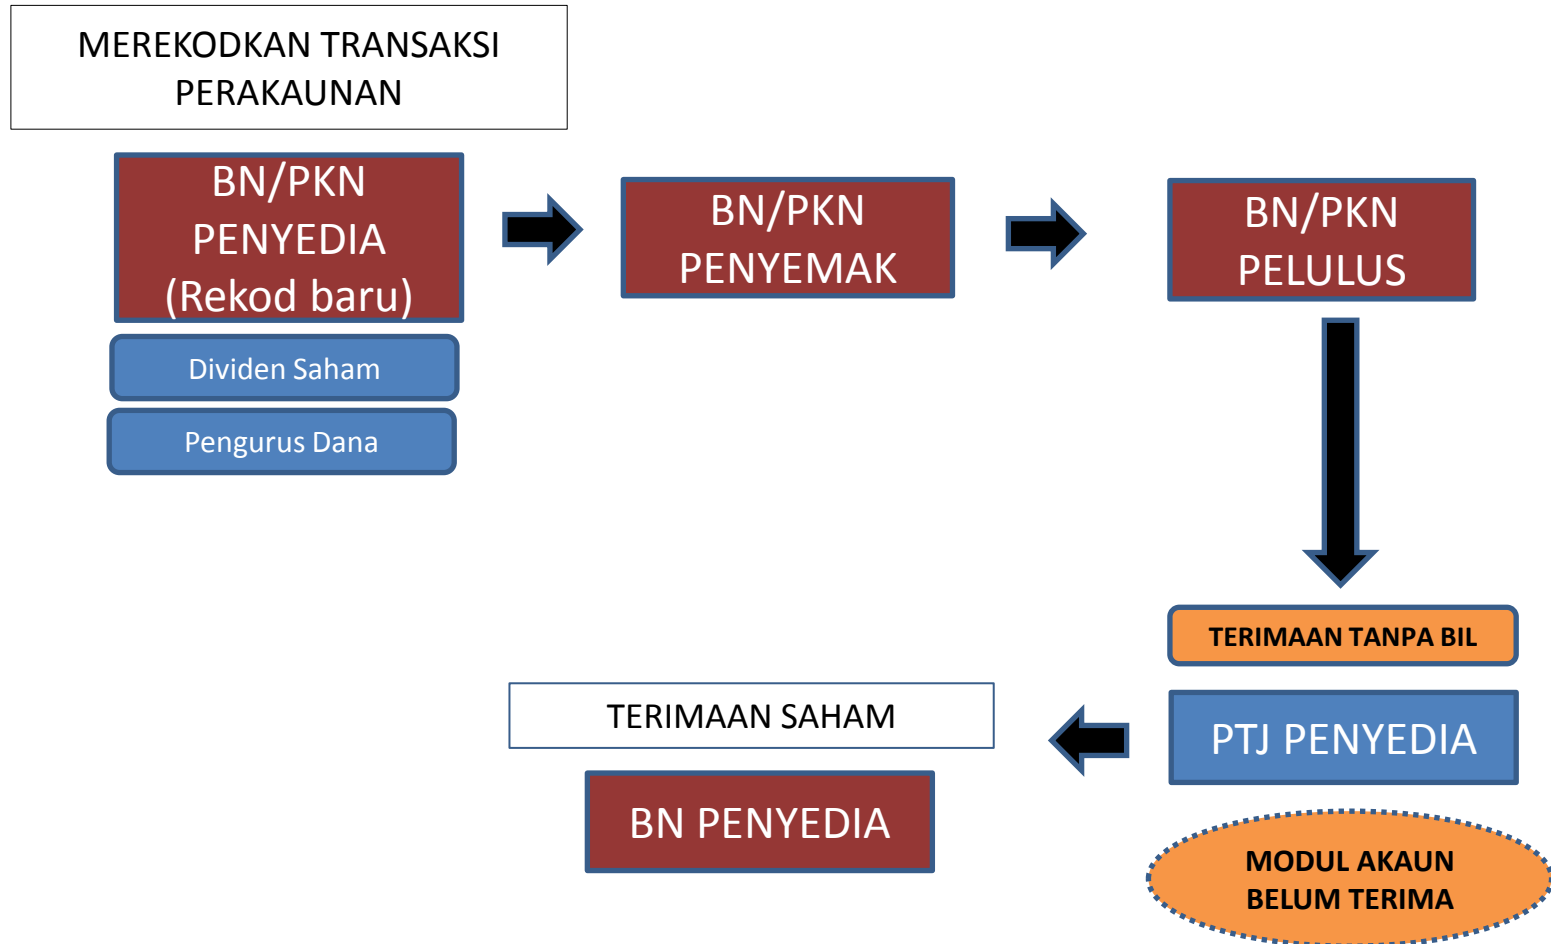 MEREKODKAN TRANSAKSI
PERAKAUNAN
BN/PKN
PENYEDIA
(Rekod baru)
BN/PKN
PENYEMAK
BN/PKN
PELULUS
Dividen Saham
Pengurus Dana
TERIMAAN TANPA BIL
TERIMAAN SAHAM
PTJ PENYEDIA
BN PENYEDIA
MODUL AKAUN
BELUM TERIMA